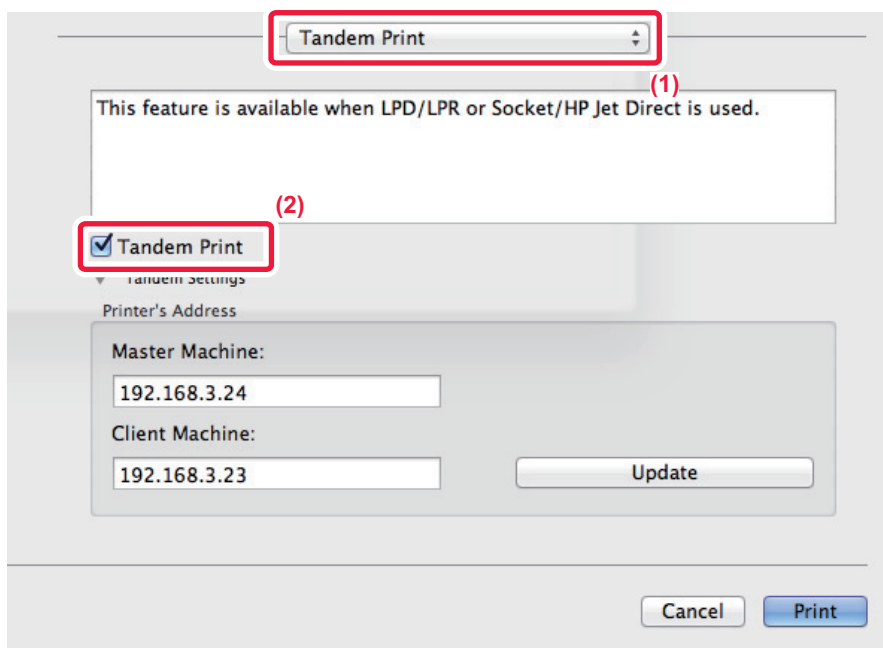 Tandem Print
(1)
This feature is available when LPD/LPR or Socket/HP Jet Direct is used.
(2)
Tandem Print
Tandem Settings
Printer's Address
Master Machine:
192.168.3.24
Client Machine:
192.168.3.23
Update
Cancel
Print